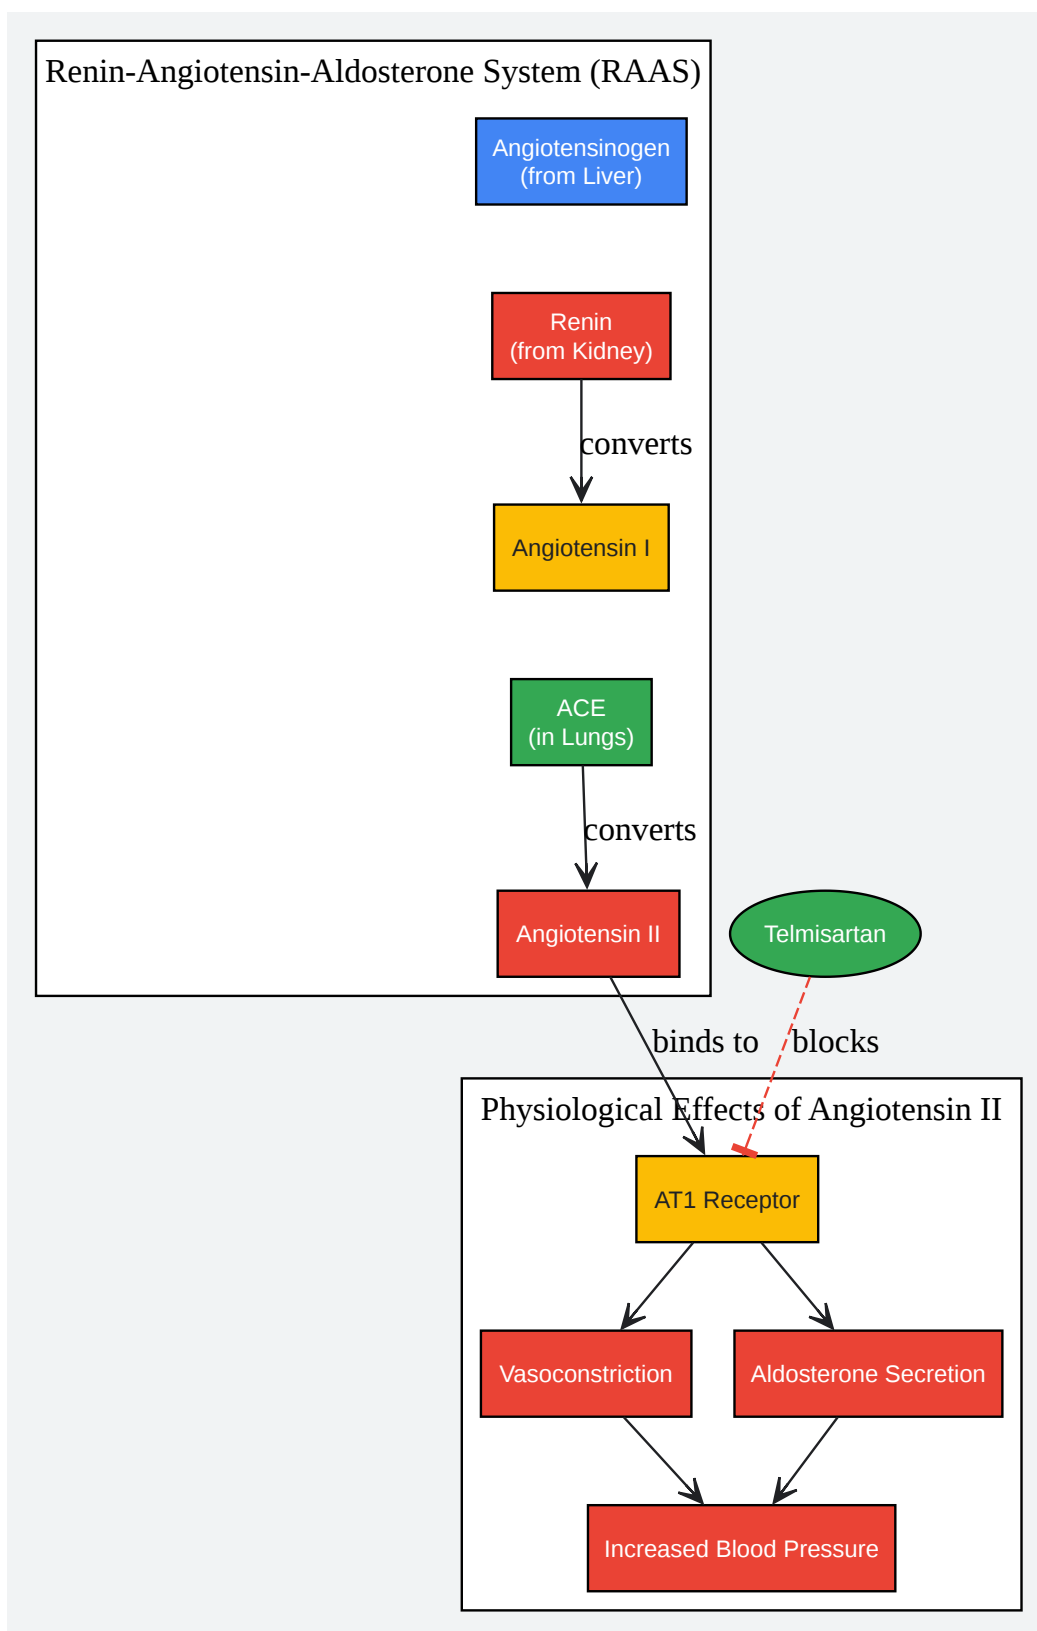 Renin-Angiotensin-Aldosterone System (RAAS)
Angiotensinogen
(from Liver)
Renin
(from Kidney)
converts
Angiotensin I
ACE
(in Lungs)
converts
Angiotensin II
Telmisartan
binds to
blocks
Physiological Effects of Angiotensin II
AT1 Receptor
Vasoconstriction
Aldosterone Secretion
Increased Blood Pressure